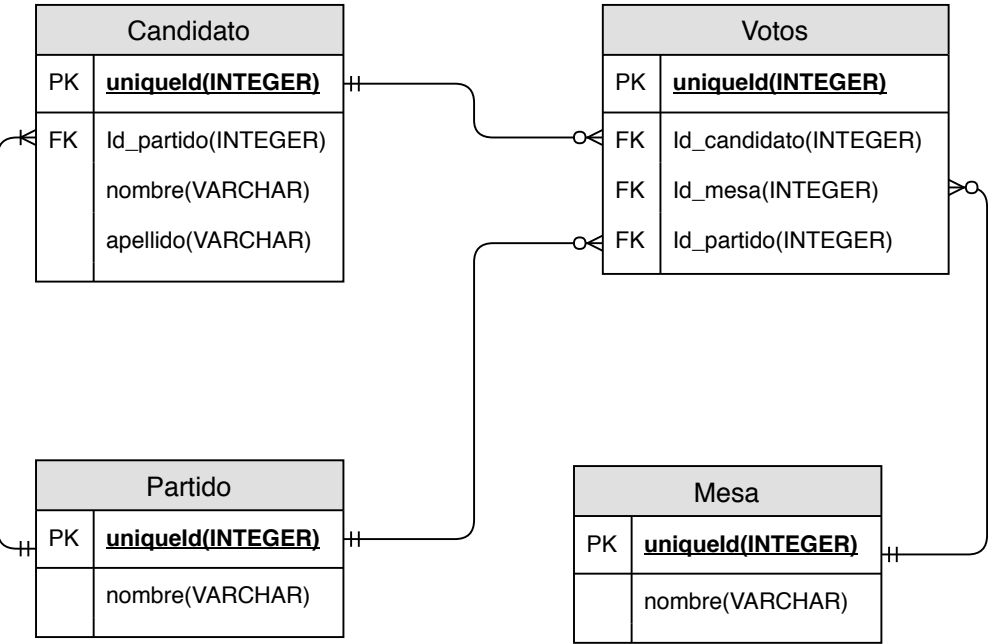 Candidato
PK uniqueId(INTEGER)
FK Id_partido(INTEGER)
nombre(VARCHAR)
apellido(VARCHAR)
Votos
PK uniqueId(INTEGER)
FK Id_candidato(INTEGER)
FK Id_mesa(INTEGER)
FK Id_partido(INTEGER)
Partido
PK uniqueId(INTEGER)
nombre(VARCHAR)
Mesa
PK uniqueId(INTEGER)
nombre(VARCHAR)